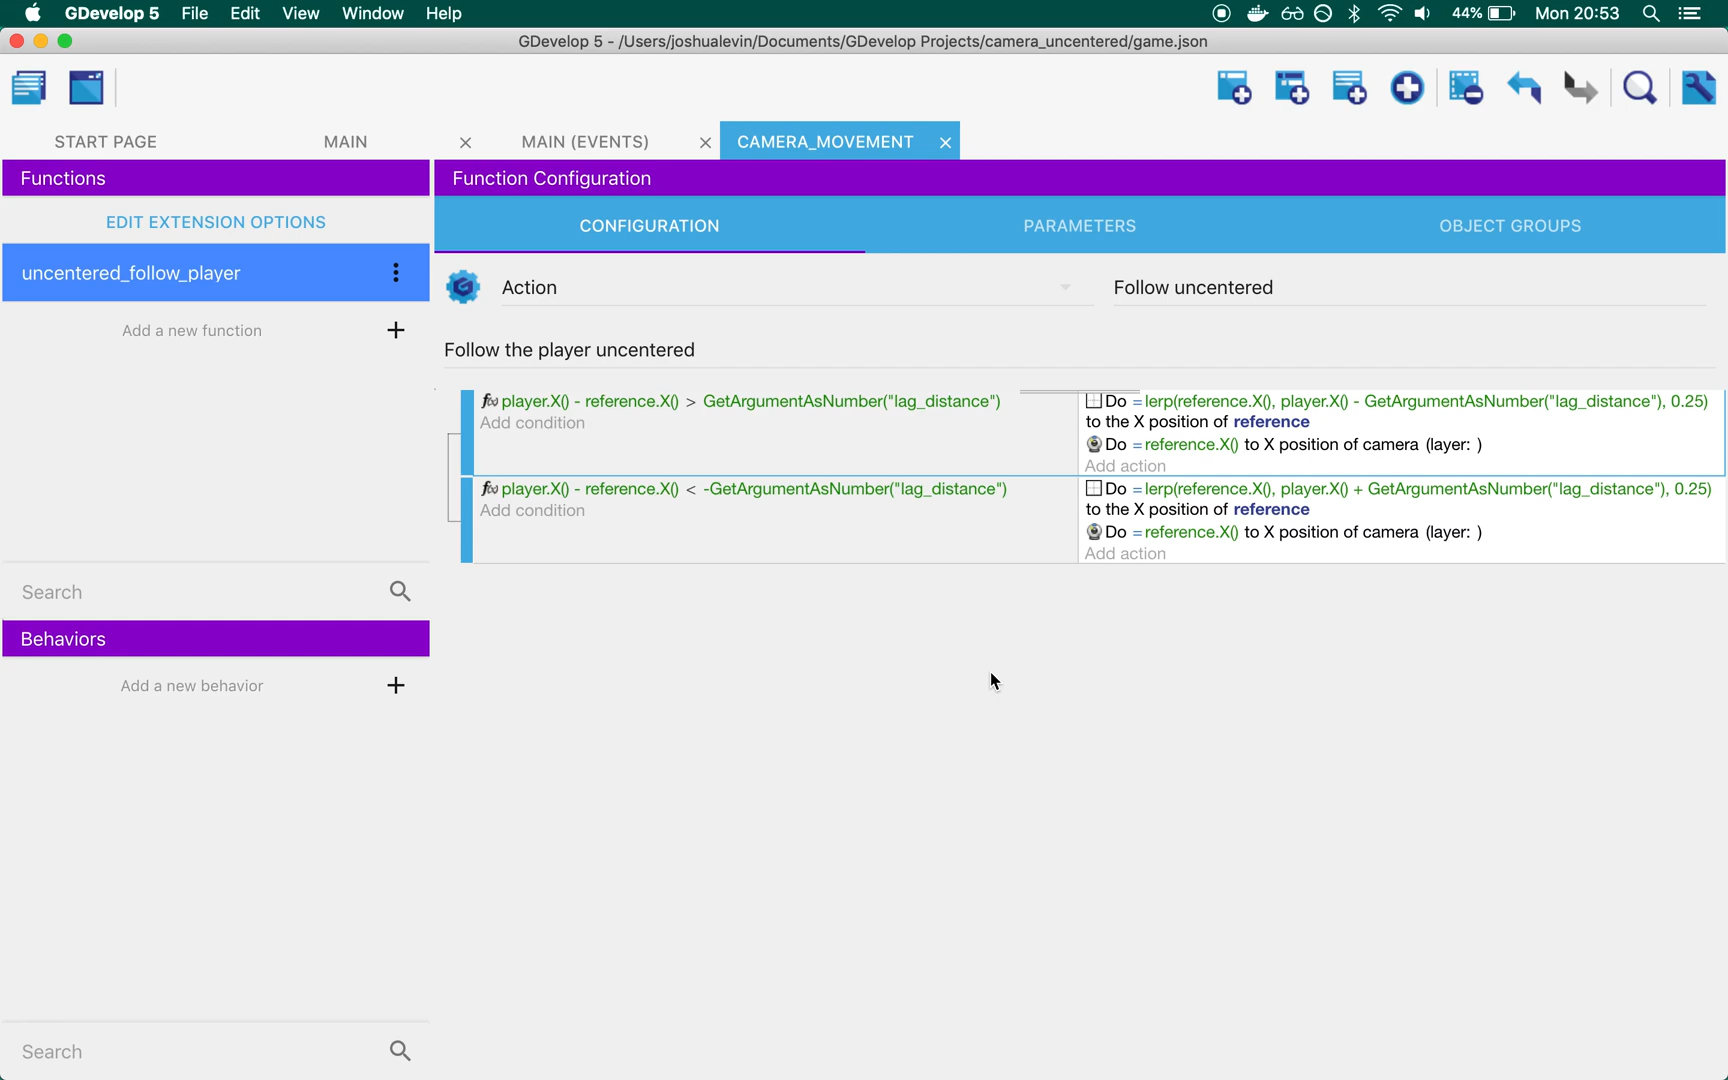 GDevelop 5 File Edit View Window Help 44% Mon 20:53
GDevelop 5 - /Users/joshualevin/Documents/GDevelop Projects/camera_uncentered/game.json
START PAGE MAIN MAIN (EVENTS) CAMERA_MOVEMENT
Functions
EDIT EXTENSION OPTIONS
uncentered_follow_player
Add a new function
Search
Behaviors
Add a new behavior
Search
Function Configuration
CONFIGURATION PARAMETERS OBJECT GROUPS
Action Follow uncentered
Follow the player uncentered
f(x) player.X() - reference.X() > GetArgumentAsNumber("lag_distance")
Add condition
Do =lerp(reference.X(), player.X() - GetArgumentAsNumber("lag_distance"), 0.25)
to the X position of reference
Do =reference.X() to X position of camera (layer: )
Add action
f(x) player.X() - reference.X() < -GetArgumentAsNumber("lag_distance")
Add condition
Do =lerp(reference.X(), player.X() + GetArgumentAsNumber("lag_distance"), 0.25)
to the X position of reference
Do =reference.X() to X position of camera (layer: )
Add action